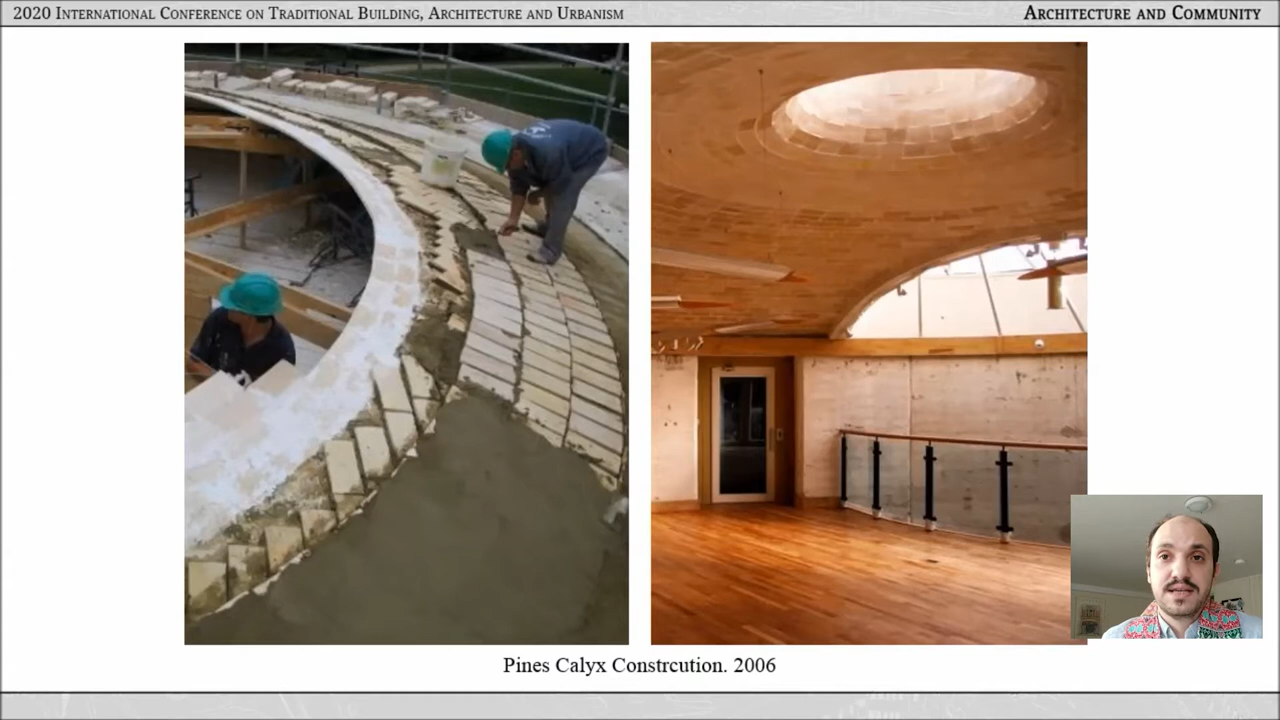 2020 International Conference on Traditional Building, Architecture and Urbanism
Architecture and Community
Pines Calyx Constrcution. 2006